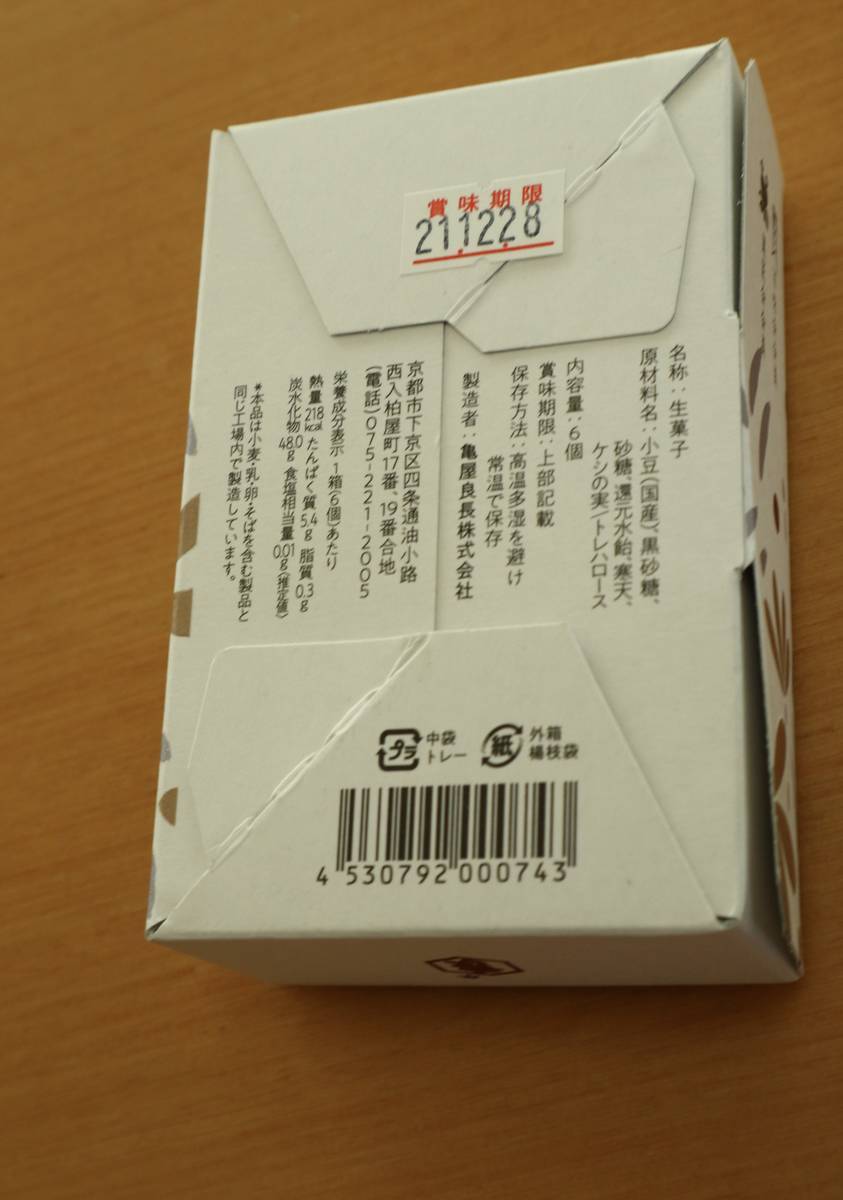 賞味期限
21.12.28
名称：生菓子
原材料名：小豆(国産)、黒砂糖、
砂糖、還元水飴、寒天、
ケシの実/トレハロース
内容量：6個
賞味期限：上部記載
保存方法：高温多湿を避け
常温で保存
製造者：亀屋良長株式会社
京都市下京区四条通油小路
西入柏屋町17番、19番合地
(電話)075-221-2005
栄養成分表示 1箱(6個)あたり
熱量 218kcal たんぱく質 5.4g 脂質 0.3g
炭水化物 48.0g 食塩相当量 0.01g(推定値)
*本品は小麦・乳・卵・そばを含む製品と
同じ工場内で製造しています。
プラ 中袋
トレー
紙 外箱
楊枝袋
4 530792 000743